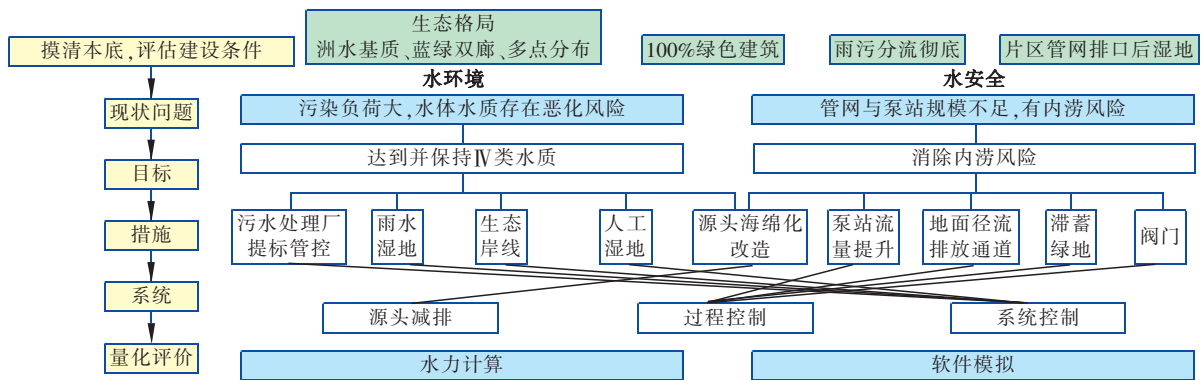 生态格局
洲水基质、蓝绿双廊、多点分布
100%绿色建筑
雨污分流彻底
片区管网排口后湿地
摸清本底,评估建设条件
水环境
水安全
现状问题
污染负荷大,水体水质存在恶化风险
管网与泵站规模不足,有内涝风险
目标
达到并保持Ⅳ类水质
消除内涝风险
措施
污水处理厂
提标管控
雨水
湿地
生态
岸线
人工
湿地
源头海绵化
改造
泵站流
量提升
地面径流
排放通道
滞蓄
绿地
阀门
系统
源头减排
过程控制
系统控制
量化评价
水力计算
软件模拟